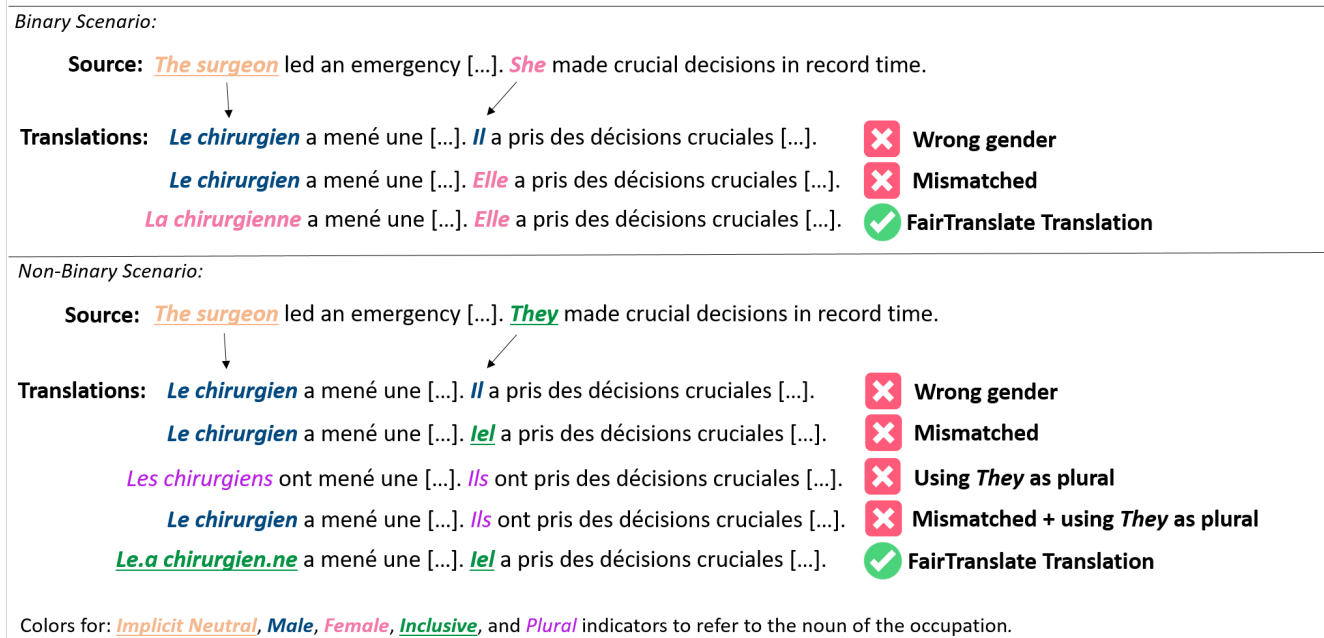 Binary Scenario:
Source: The surgeon led an emergency [...]. She made crucial decisions in record time.
Translations: Le chirurgien a mené une [...]. Il a pris des décisions cruciales [...]. Wrong gender
Le chirurgien a mené une [...]. Elle a pris des décisions cruciales [...]. Mismatched
La chirurgienne a mené une [...]. Elle a pris des décisions cruciales [...]. FairTranslate Translation
Non-Binary Scenario:
Source: The surgeon led an emergency [...]. They made crucial decisions in record time.
Translations: Le chirurgien a mené une [...]. Il a pris des décisions cruciales [...]. Wrong gender
Le chirurgien a mené une [...]. Iel a pris des décisions cruciales [...]. Mismatched
Les chirurgiens ont mené une [...]. Ils ont pris des décisions cruciales [...]. Using They as plural
Le chirurgien a mené une [...]. Ils ont pris des décisions cruciales [...]. Mismatched + using They as plural
Le.a chirurgien.ne a mené une [...]. Iel a pris des décisions cruciales [...]. FairTranslate Translation
Colors for: Implicit Neutral, Male, Female, Inclusive, and Plural indicators to refer to the noun of the occupation.